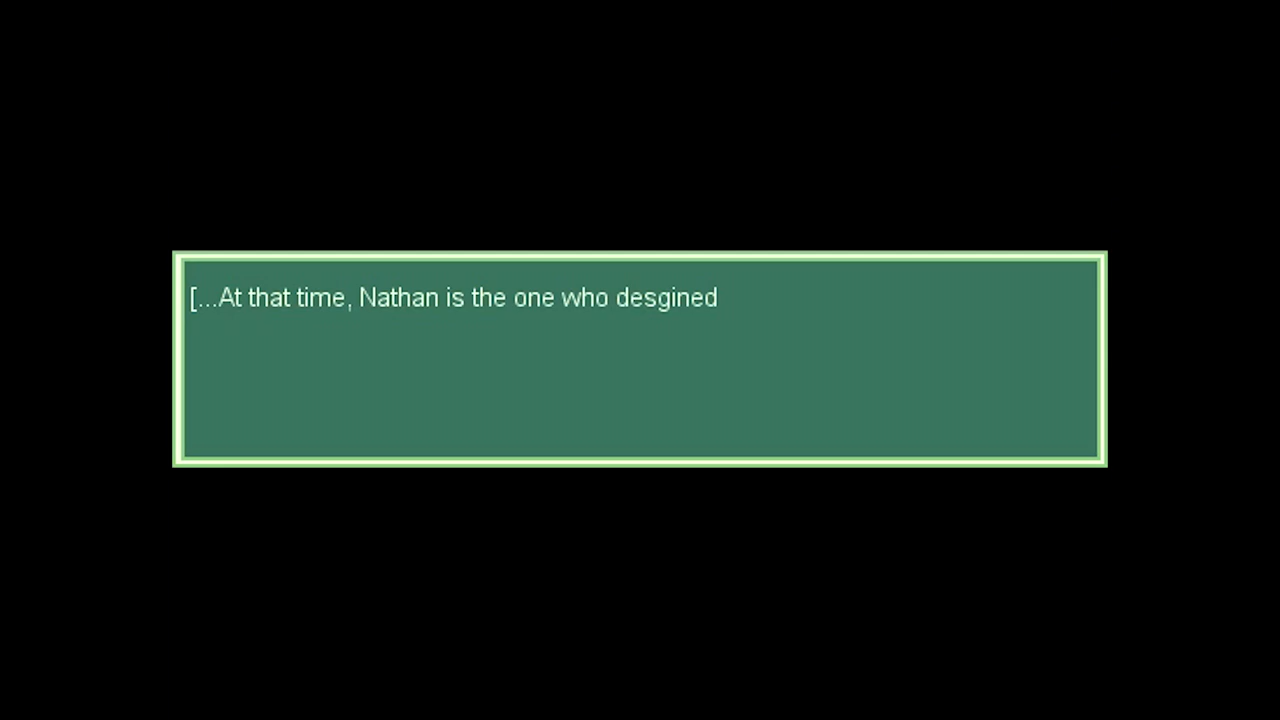 [...At that time, Nathan is the one who desgined